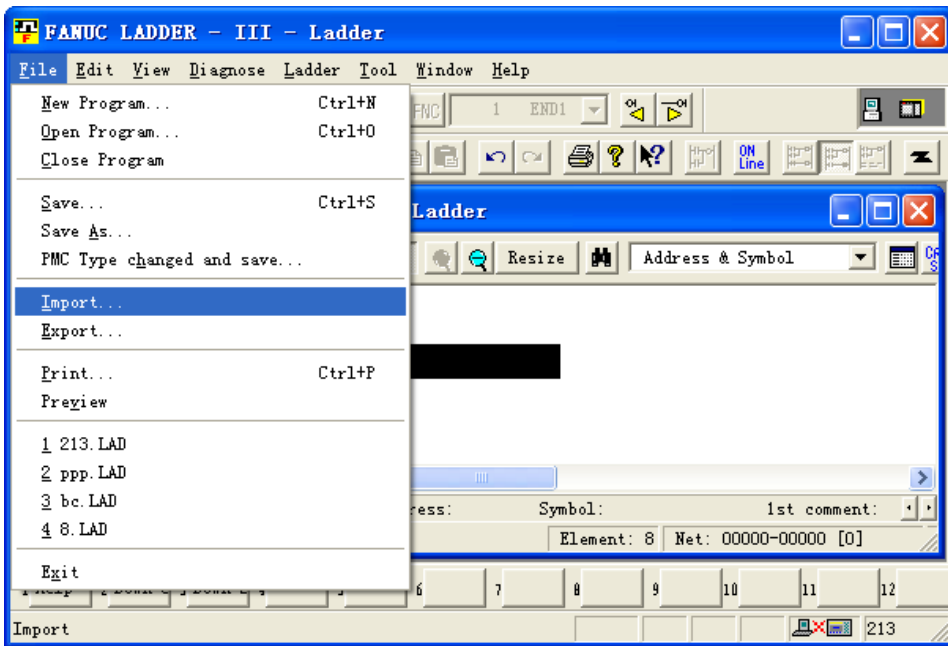 FANUC LADDER - III - Ladder
File Edit View Diagnose Ladder Tool Window Help
New Program... Ctrl+N
Open Program... Ctrl+O
Close Program
Save... Ctrl+S
Save As...
PMC Type changed and save...
Import...
Export...
Print... Ctrl+P
Preview
1 213.LAD
2 ppp.LAD
3 bc.LAD
4 8.LAD
Exit
FNC 1 END1
ON Line
Ladder
Resize Address & Symbol
ress: Symbol: 1st comment:
Element: 8 Net: 00000-00000 [0]
6 7 8 9 10 11 12
Import 213